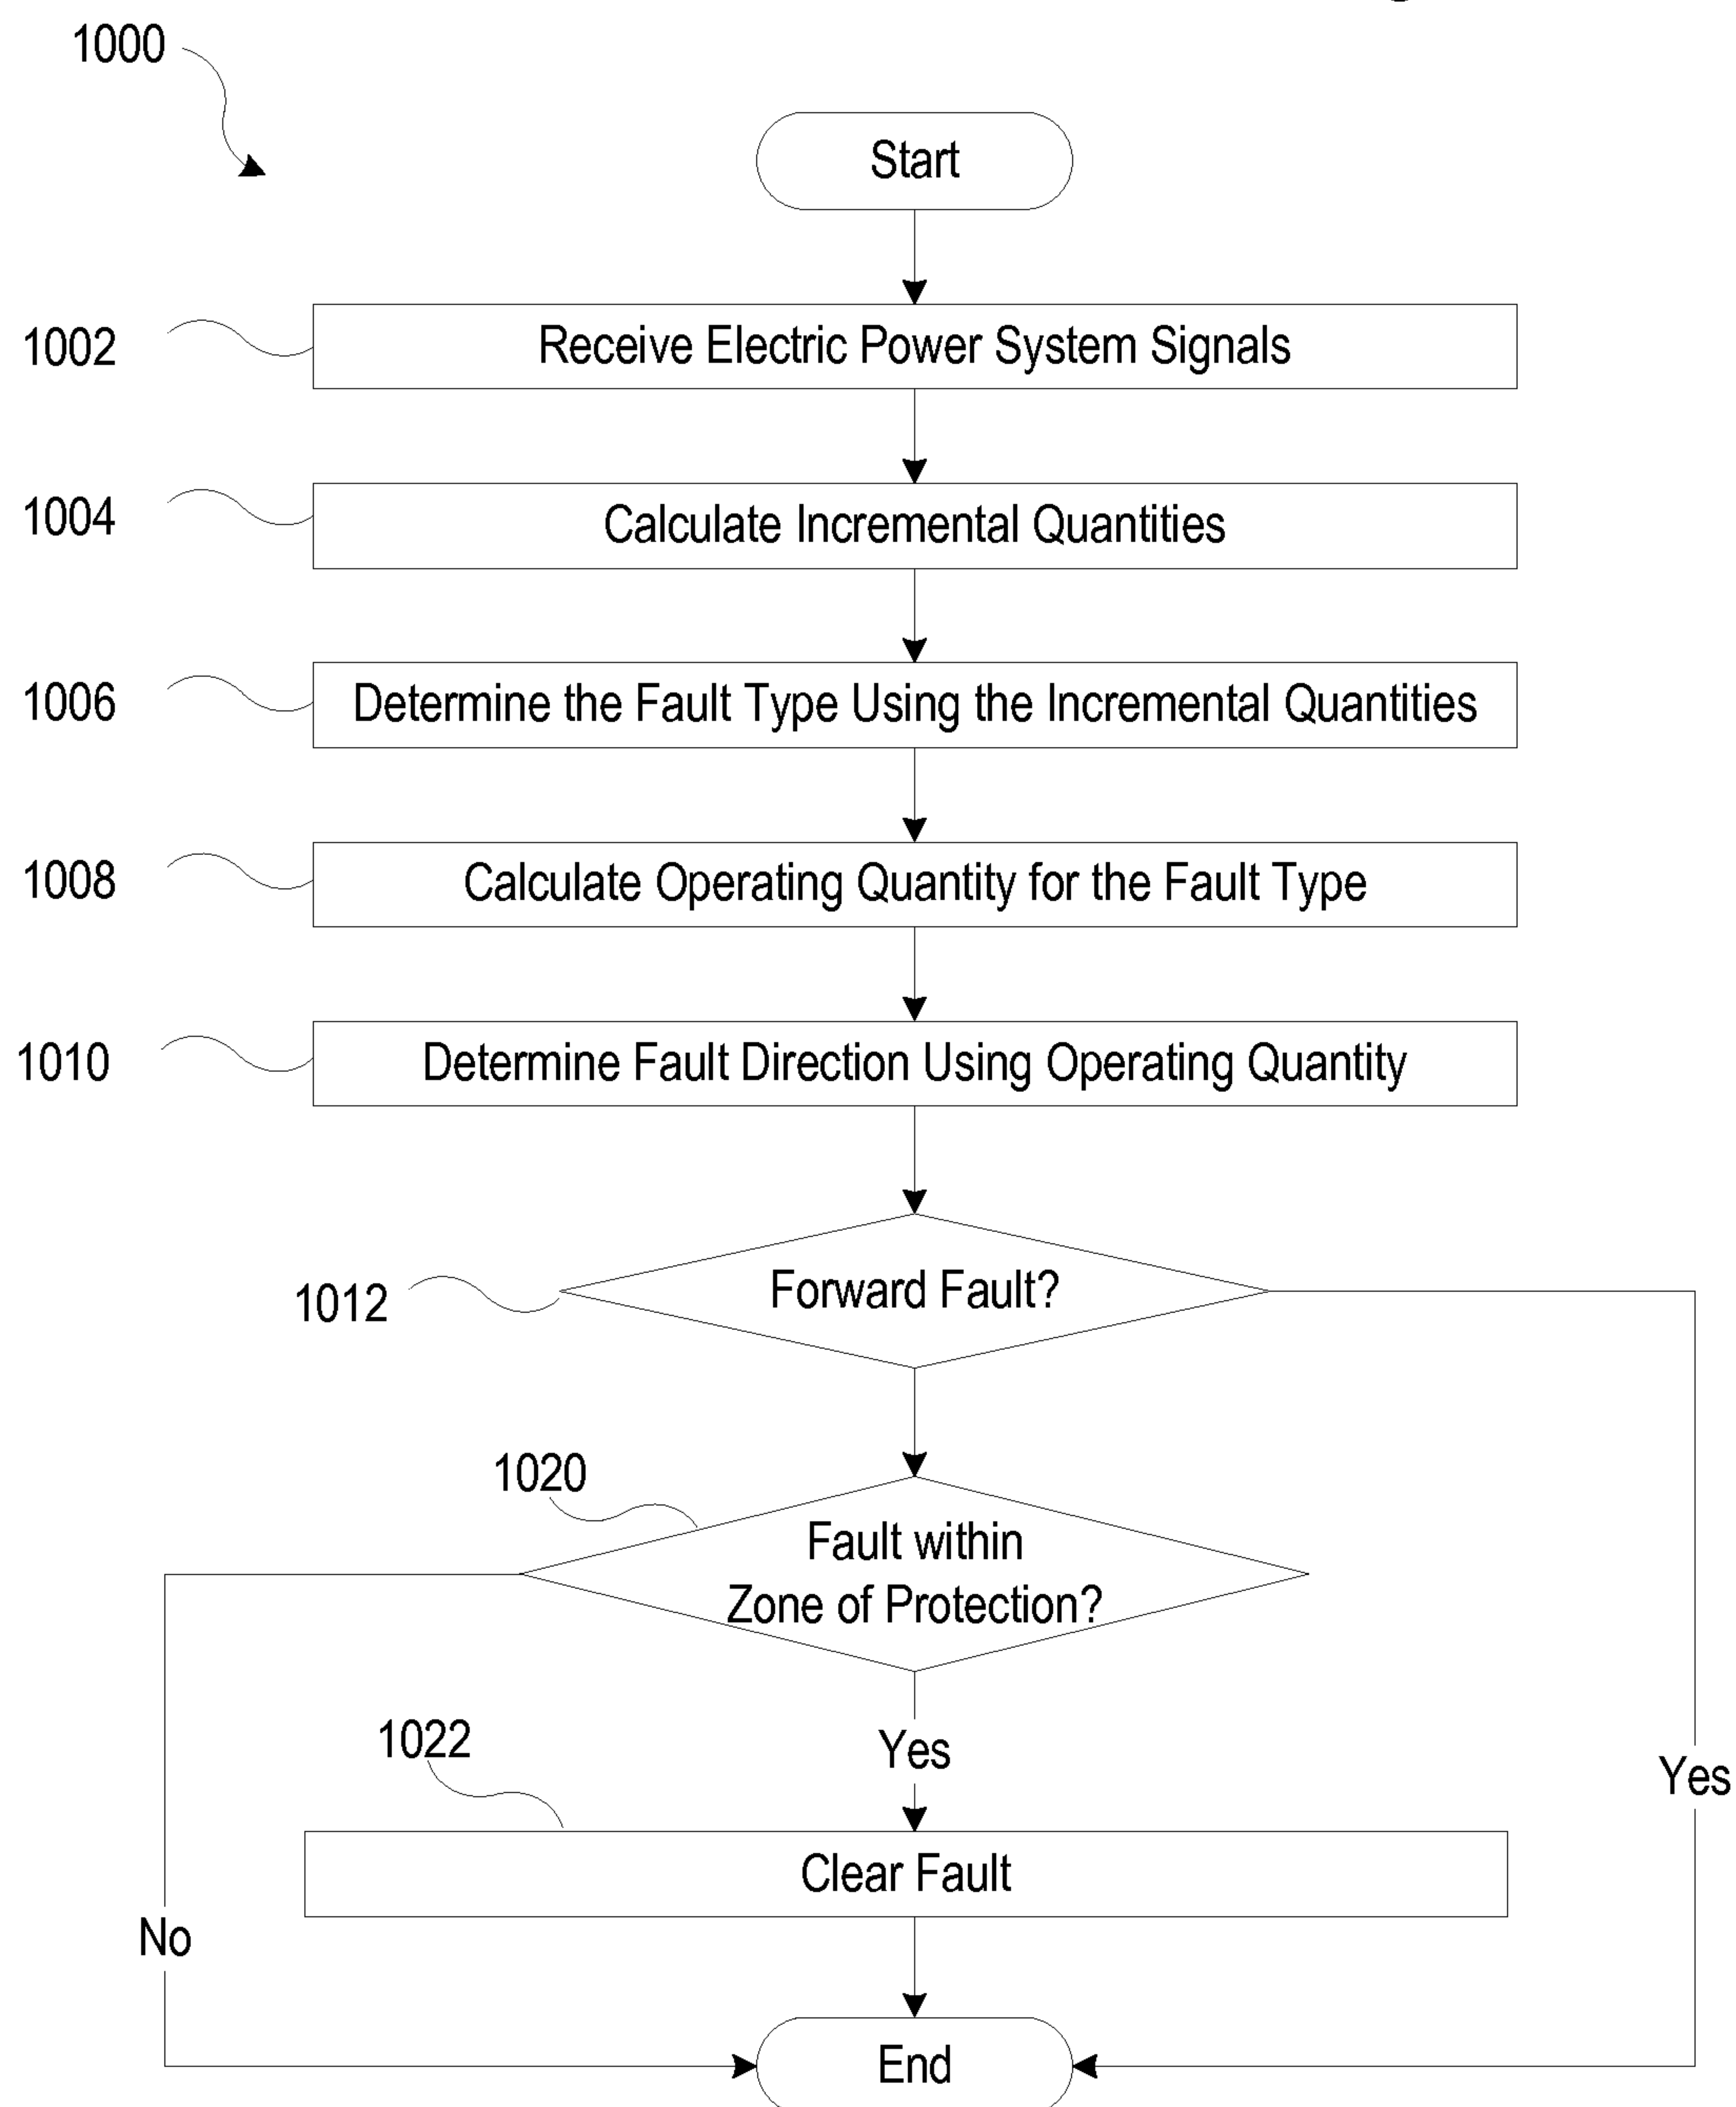 1000
Start
1002
Receive Electric Power System Signals
1004
Calculate Incremental Quantities
1006
Determine the Fault Type Using the Incremental Quantities
1008
Calculate Operating Quantity for the Fault Type
1010
Determine Fault Direction Using Operating Quantity
1012
Forward Fault?
1020
Fault within
Zone of Protection?
1022
Yes
Yes
Clear Fault
No
End